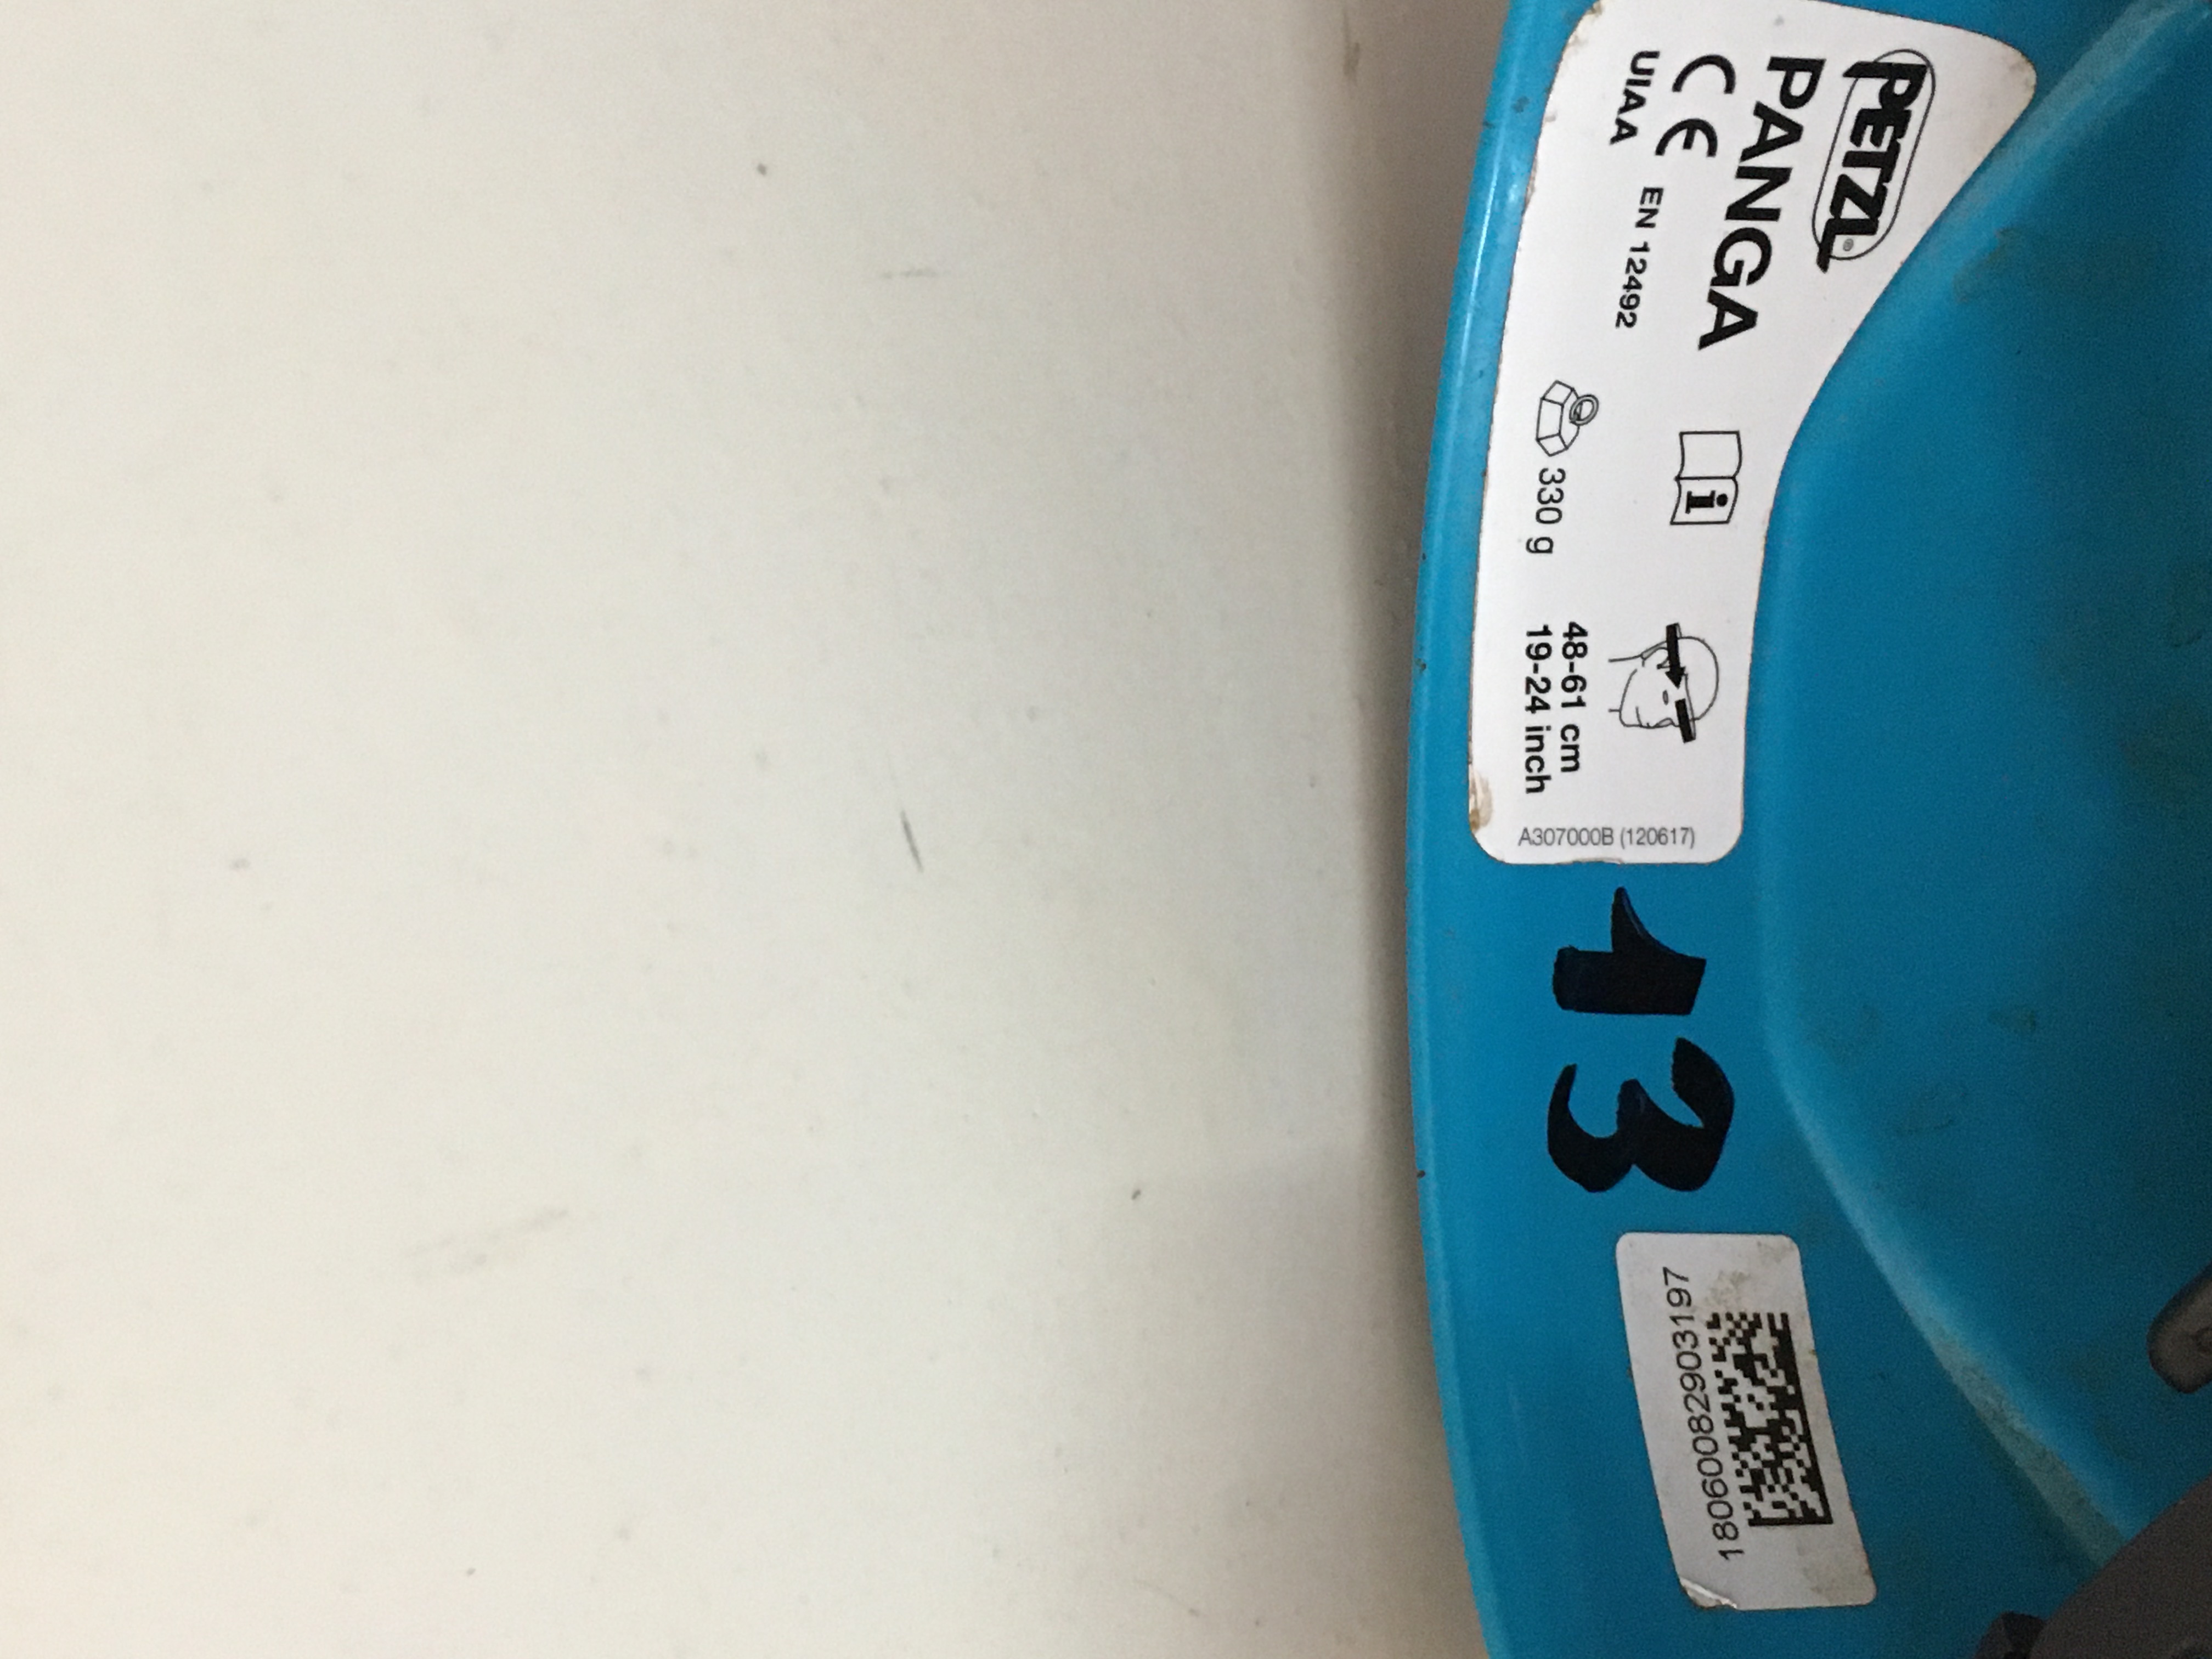 PETZL®
PANGA
CE
UIAA EN 12492
330 g
48-61 cm
19-24 inch
A307000B (120617)
13
18060082903197